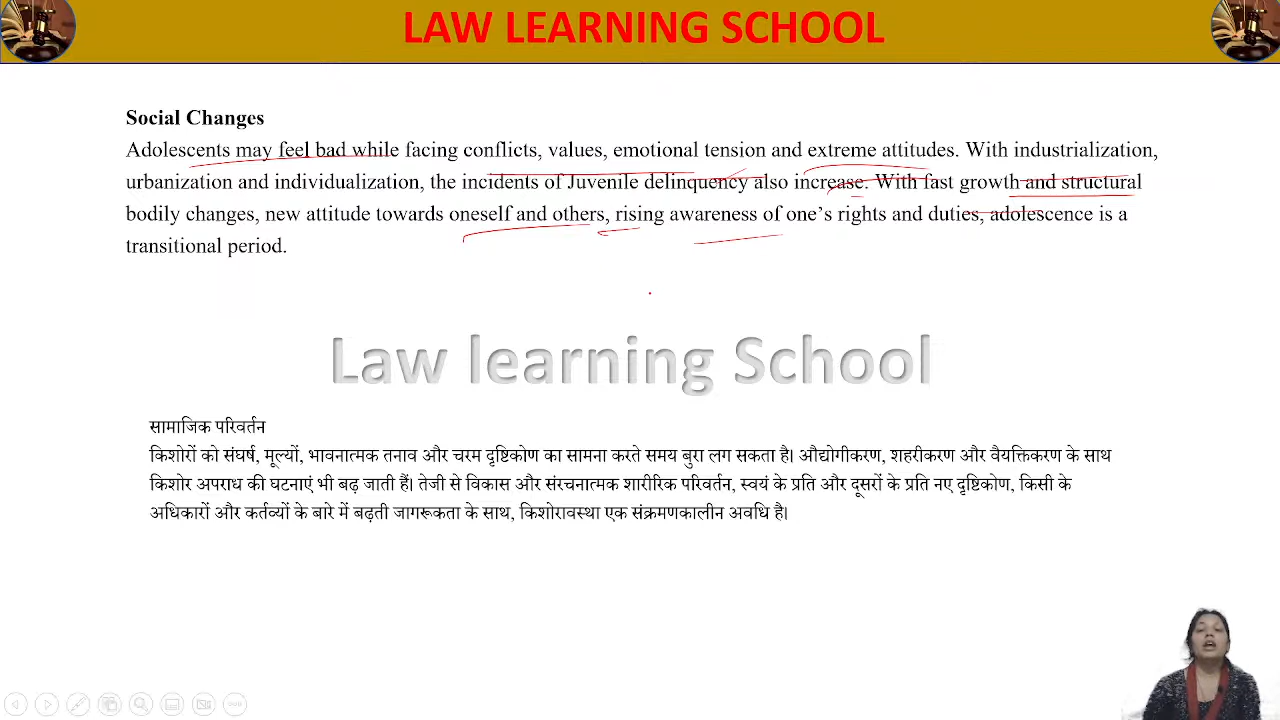 LAW LEARNING SCHOOL
Social Changes
Adolescents may feel bad while facing conflicts, values, emotional tension and extreme attitudes. With industrialization,
urbanization and individualization, the incidents of Juvenile delinquency also increase. With fast growth and structural
bodily changes, new attitude towards oneself and others, rising awareness of one’s rights and duties, adolescence is a
transitional period.
Law learning School
सामाजिक परिवर्तन
किशोरों को संघर्ष, मूल्यों, भावनात्मक तनाव और चरम दृष्टिकोण का सामना करते समय बुरा लग सकता है। औद्योगीकरण, शहरीकरण और वैयक्तिकरण के साथ
किशोर अपराध की घटनाएं भी बढ़ जाती हैं। तेजी से विकास और संरचनात्मक शारीरिक परिवर्तन, स्वयं के प्रति और दूसरों के प्रति नए दृष्टिकोण, किसी के
अधिकारों और कर्तव्यों के बारे में बढ़ती जागरूकता के साथ, किशोरावस्था एक संक्रमणकालीन अवधि है।